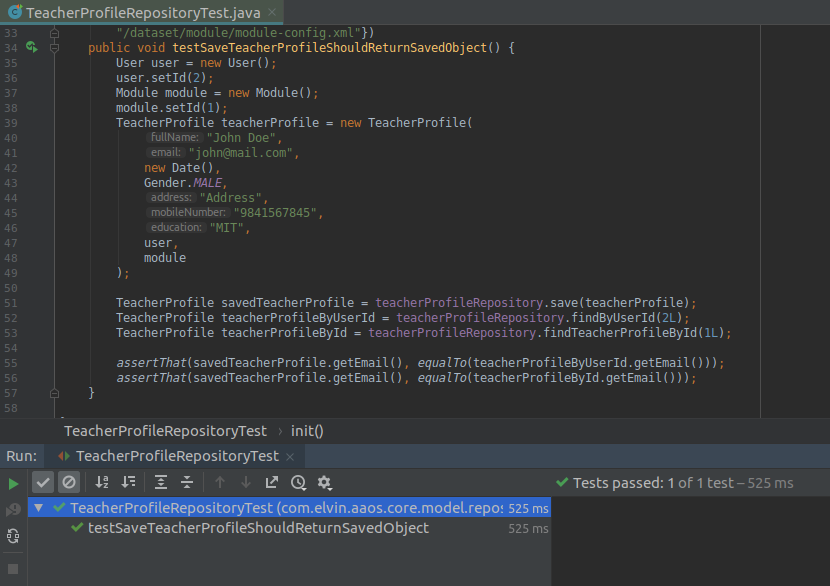 TeacherProfileRepositoryTest.java ×
33 "/dataset/module/module-config.xml"})
34 public void testSaveTeacherProfileShouldReturnSavedObject() {
35 User user = new User();
36 user.setId(2);
37 Module module = new Module();
38 module.setId(1);
39 TeacherProfile teacherProfile = new TeacherProfile(
40 fullName: "John Doe",
41 email: "john@mail.com",
42 new Date(),
43 Gender.MALE,
44 address: "Address",
45 mobileNumber: "9841567845",
46 education: "MIT",
47 user,
48 module
49 );
50
51 TeacherProfile savedTeacherProfile = teacherProfileRepository.save(teacherProfile);
52 TeacherProfile teacherProfileByUserId = teacherProfileRepository.findByUserId(2L);
53 TeacherProfile teacherProfileById = teacherProfileRepository.findTeacherProfileById(1L);
54
55 assertThat(savedTeacherProfile.getEmail(), equalTo(teacherProfileByUserId.getEmail()));
56 assertThat(savedTeacherProfile.getEmail(), equalTo(teacherProfileById.getEmail()));
57 }
58
TeacherProfileRepositoryTest › init()
Run: TeacherProfileRepositoryTest ×
Tests passed: 1 of 1 test – 525 ms
TeacherProfileRepositoryTest (com.elvin.aaos.core.model.repos 525 ms
testSaveTeacherProfileShouldReturnSavedObject 525 ms